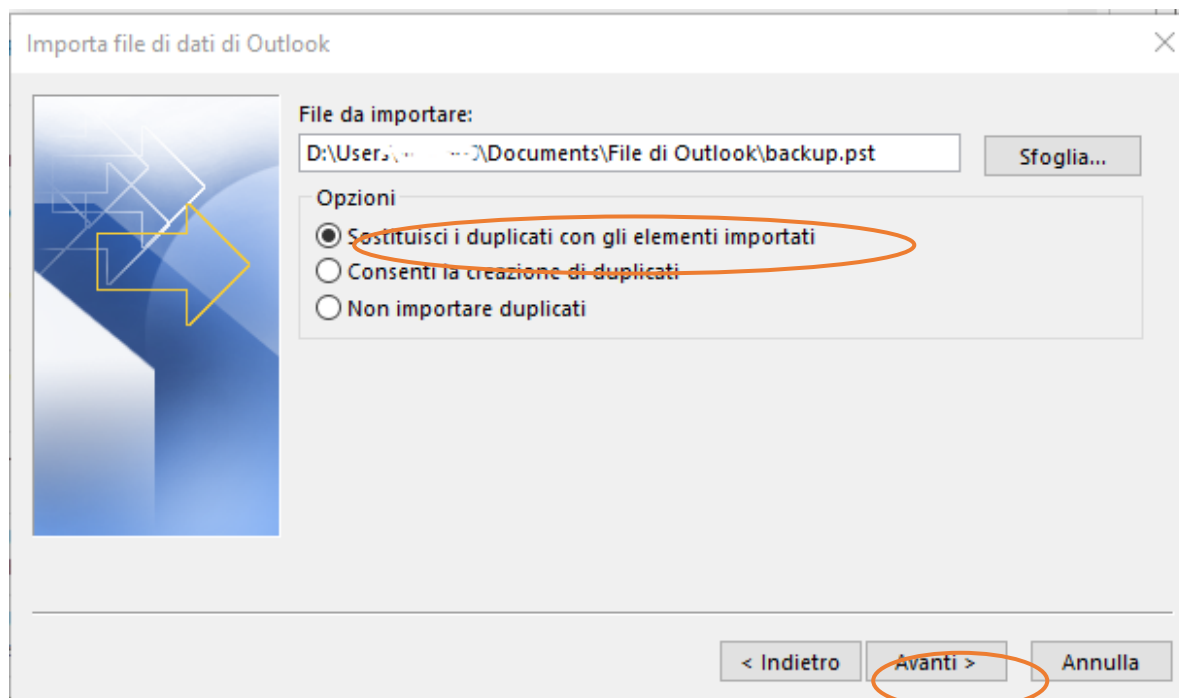 Importa file di dati di Outlook
File da importare:
D:\Users\ \Documents\File di Outlook\backup.pst
Sfoglia...
Opzioni
Sostituisci i duplicati con gli elementi importati
Consenti la creazione di duplicati
Non importare duplicati
< Indietro
Avanti >
Annulla